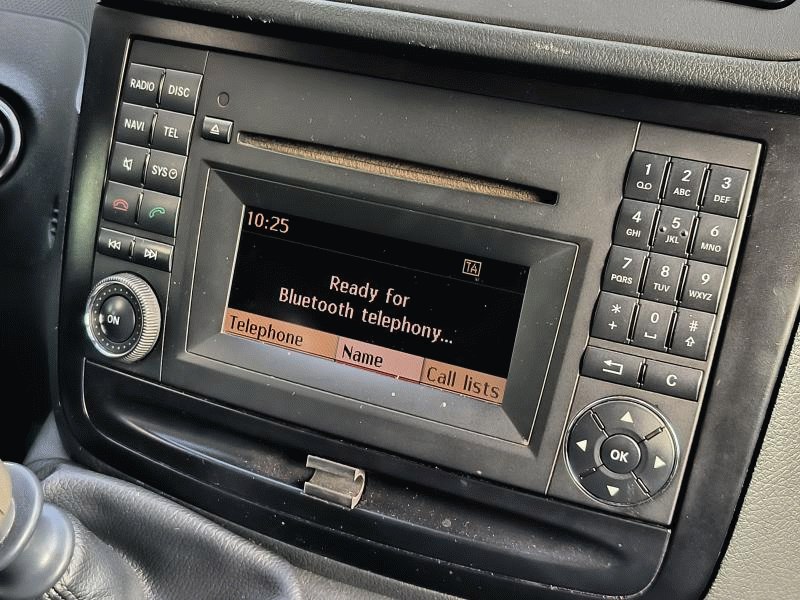 RADIO DISC
NAVI TEL
SYS
ON
10:25
TA
Ready for
Bluetooth telephony...
Telephone Name Call lists
1 2 ABC 3 DEF
4 GHI 5 JKL 6 MNO
7 PQRS 8 TUV 9 WXYZ
* + 0 #
C
OK